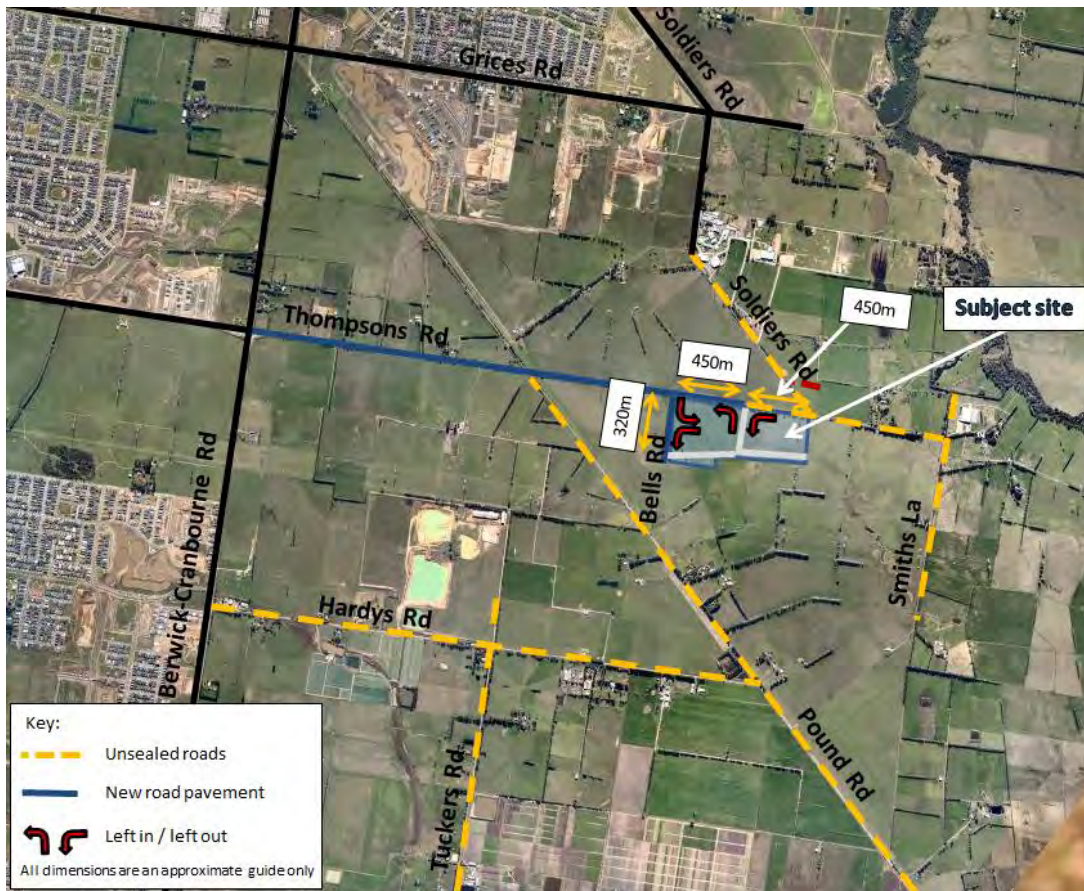 Grices Rd
Soldiers Rd
Soldiers Rd
450m
Subject site
Thompsons Rd
450m
320m
Bells Rd
Berwick-Cranbourne Rd
Smiths La
Hardys Rd
Pound Rd
Tuckers Rd
Key:
Unsealed roads
New road pavement
Left in / left out
All dimensions are an approximate guide only